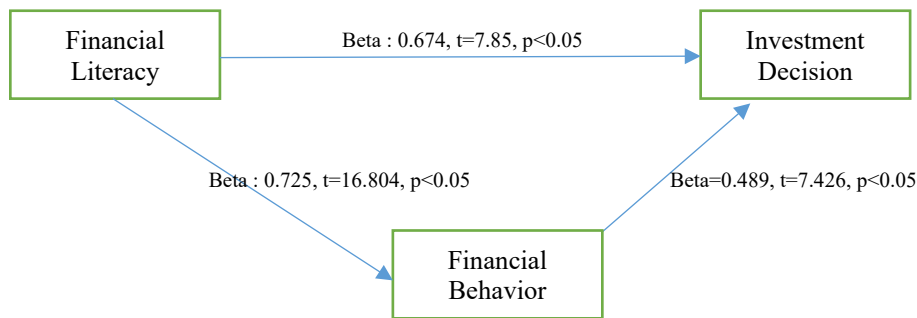 Financial
Literacy
Beta : 0.674, t=7.85, p<0.05
Investment
Decision
Beta : 0.725, t=16.804, p<0.05
Beta=0.489, t=7.426, p<0.05
Financial
Behavior